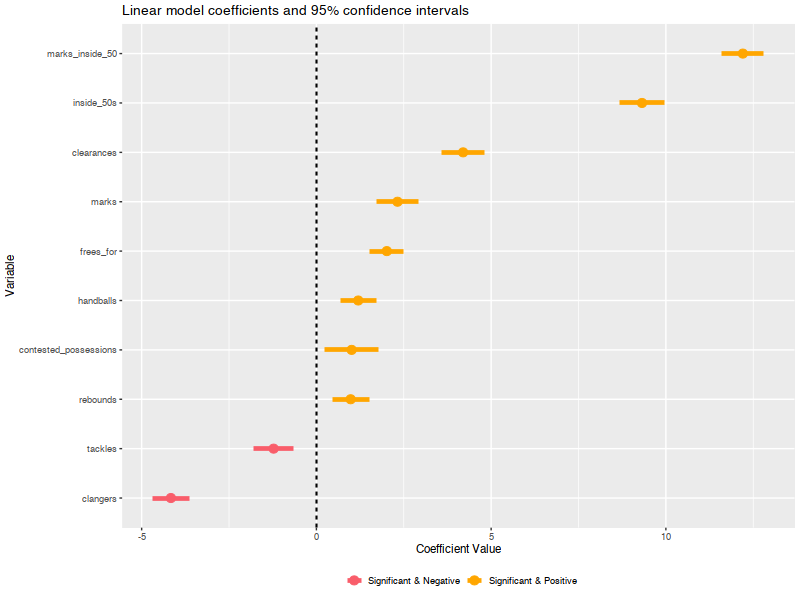 Linear model coefficients and 95% confidence intervals
Variable
marks_inside_50
inside_50s
clearances
marks
frees_for
handballs
contested_possessions
rebounds
tackles
clangers
-5 0 5 10
Coefficient Value
Significant & Negative Significant & Positive